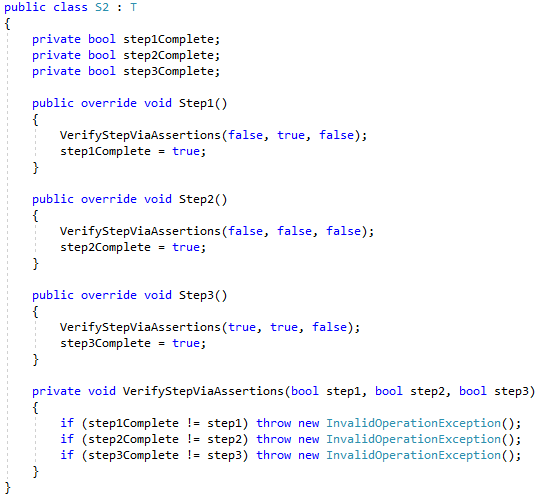 public class S2 : T
{
    private bool step1Complete;
    private bool step2Complete;
    private bool step3Complete;

    public override void Step1()
    {
        VerifyStepViaAssertions(false, true, false);
        step1Complete = true;
    }

    public override void Step2()
    {
        VerifyStepViaAssertions(false, false, false);
        step2Complete = true;
    }

    public override void Step3()
    {
        VerifyStepViaAssertions(true, true, false);
        step3Complete = true;
    }

    private void VerifyStepViaAssertions(bool step1, bool step2, bool step3)
    {
        if (step1Complete != step1) throw new InvalidOperationException();
        if (step2Complete != step2) throw new InvalidOperationException();
        if (step3Complete != step3) throw new InvalidOperationException();
    }
}